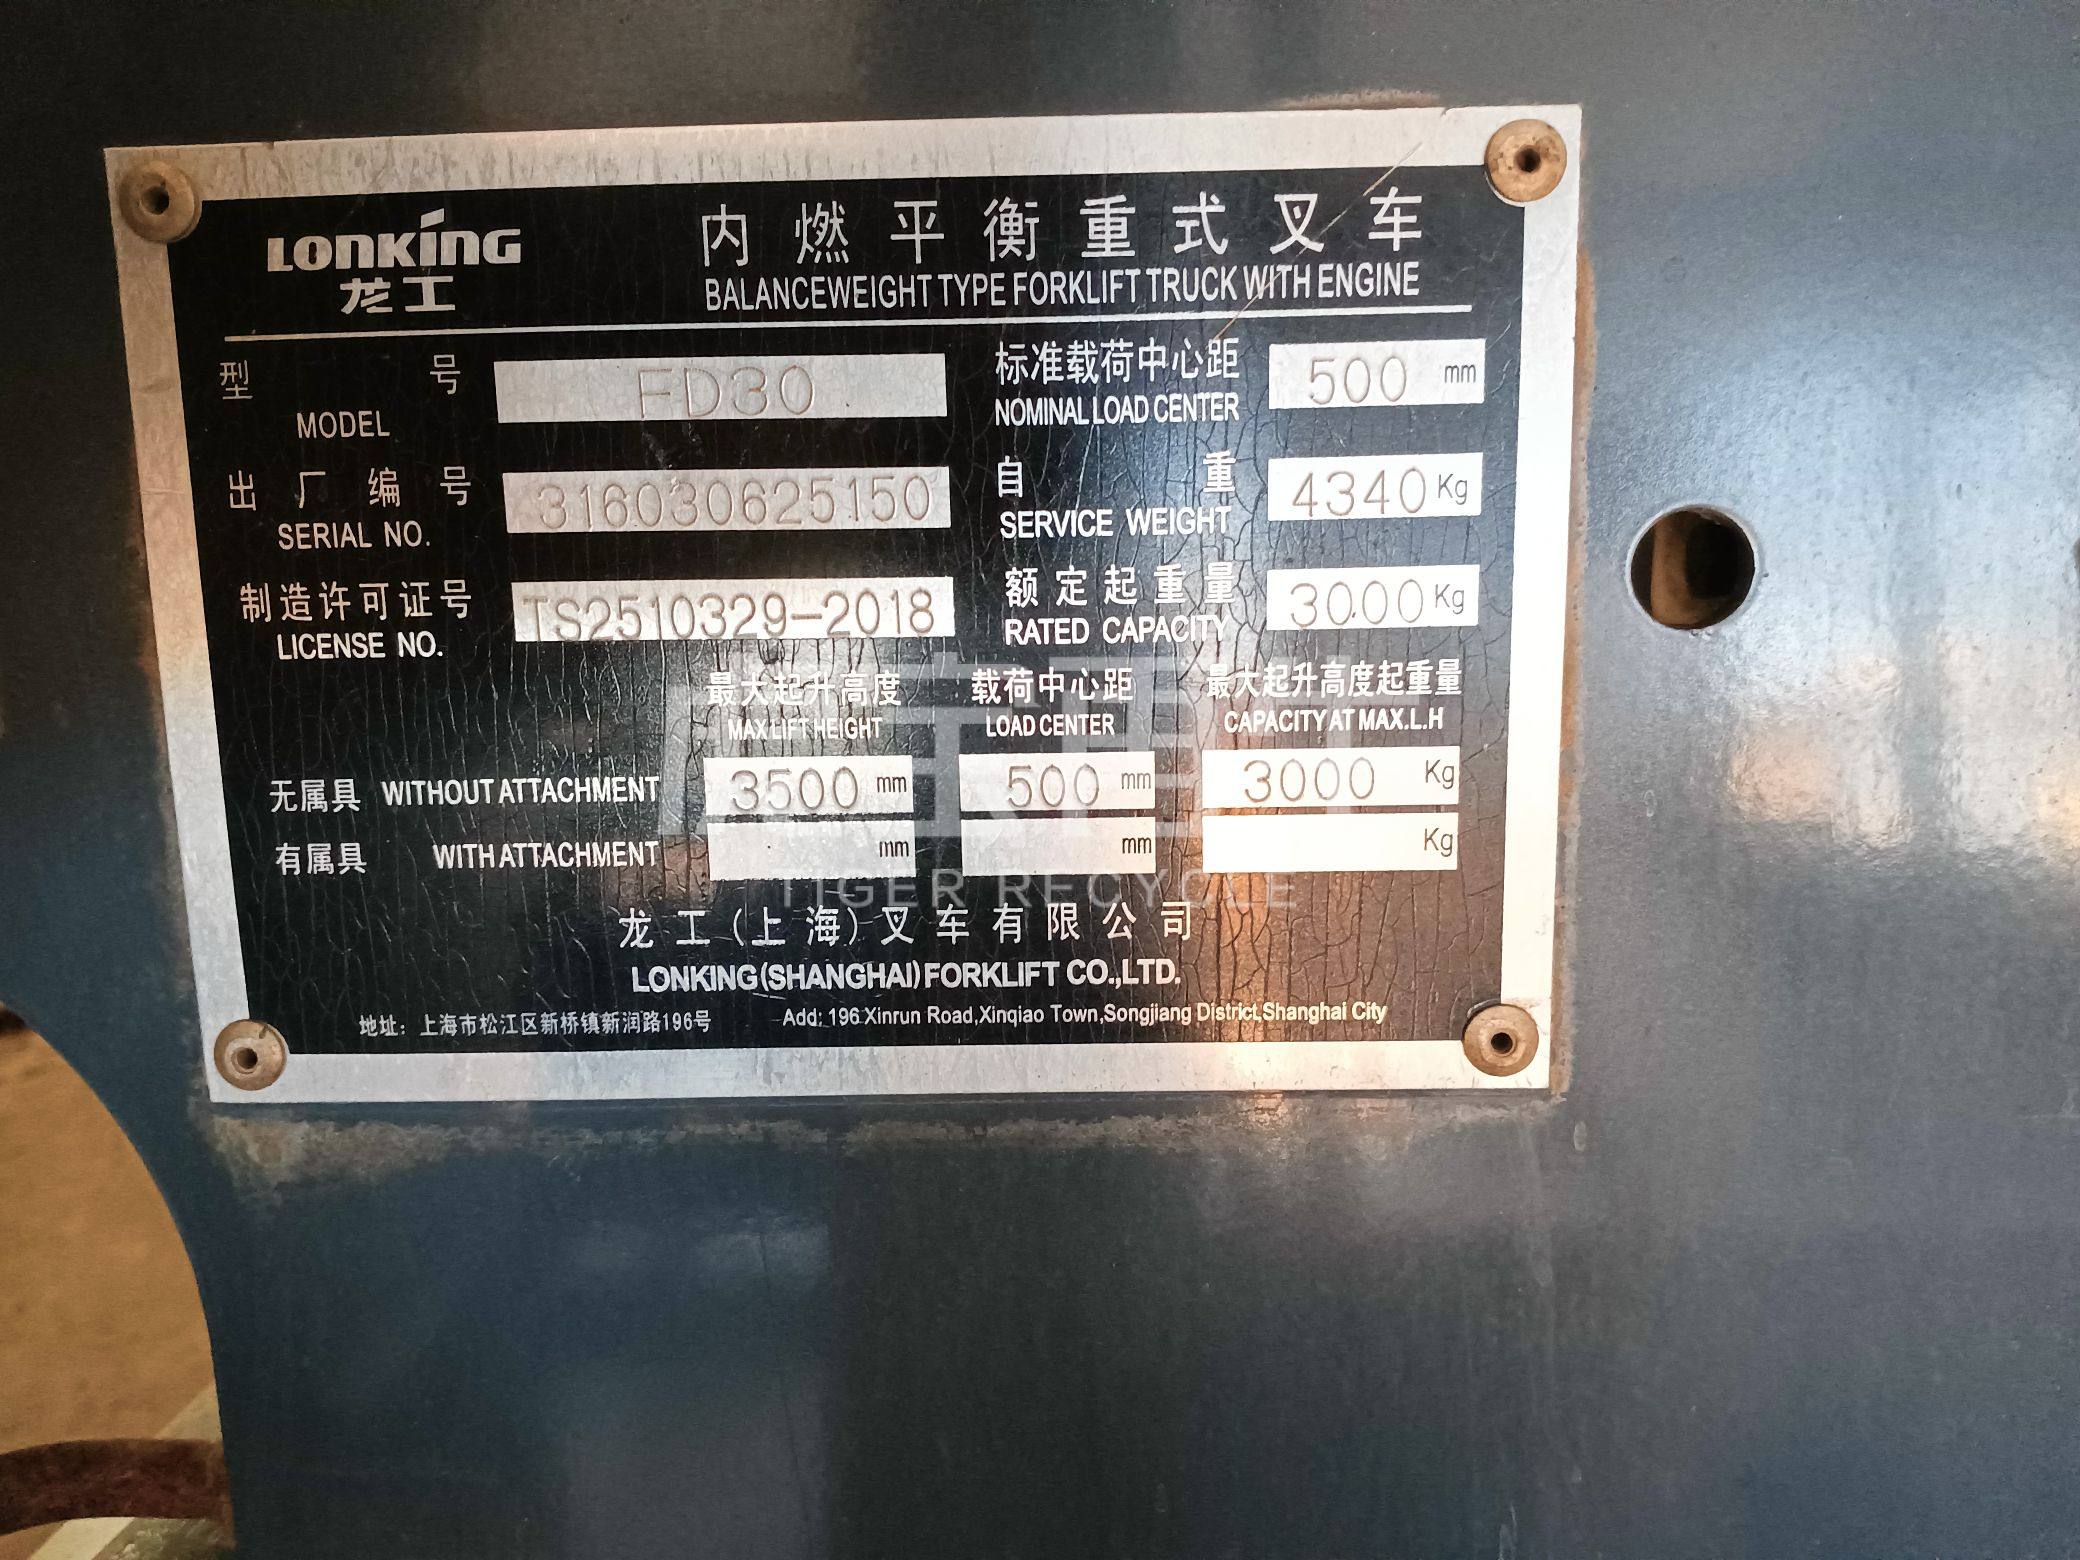 LONKING
龙工
内燃平衡重式叉车
BALANCEWEIGHT TYPE FORKLIFT TRUCK WITH ENGINE
型号 FD30 标准载荷中心距 500 mm
MODEL NOMINAL LOAD CENTER
出厂编号 316030625150 自重 4340 Kg
SERIAL NO. SERVICE WEIGHT
制造许可证号 TS2510329-2018 额定起重量 3000 Kg
LICENSE NO. RATED CAPACITY
最大起升高度 载荷中心距 最大起升高度起重量
MAX LIFT HEIGHT LOAD CENTER CAPACITY AT MAX.L.H
无属具 WITHOUT ATTACHMENT 3500 mm 500 mm 3000 Kg
有属具 WITH ATTACHMENT mm mm Kg
TIGER RECYCLE
龙工(上海)叉车有限公司
LONKING(SHANGHAI)FORKLIFT CO.,LTD.
地址：上海市松江区新桥镇新润路196号 Add: 196 Xinrun Road,Xinqiao Town,Songjiang District,Shanghai City